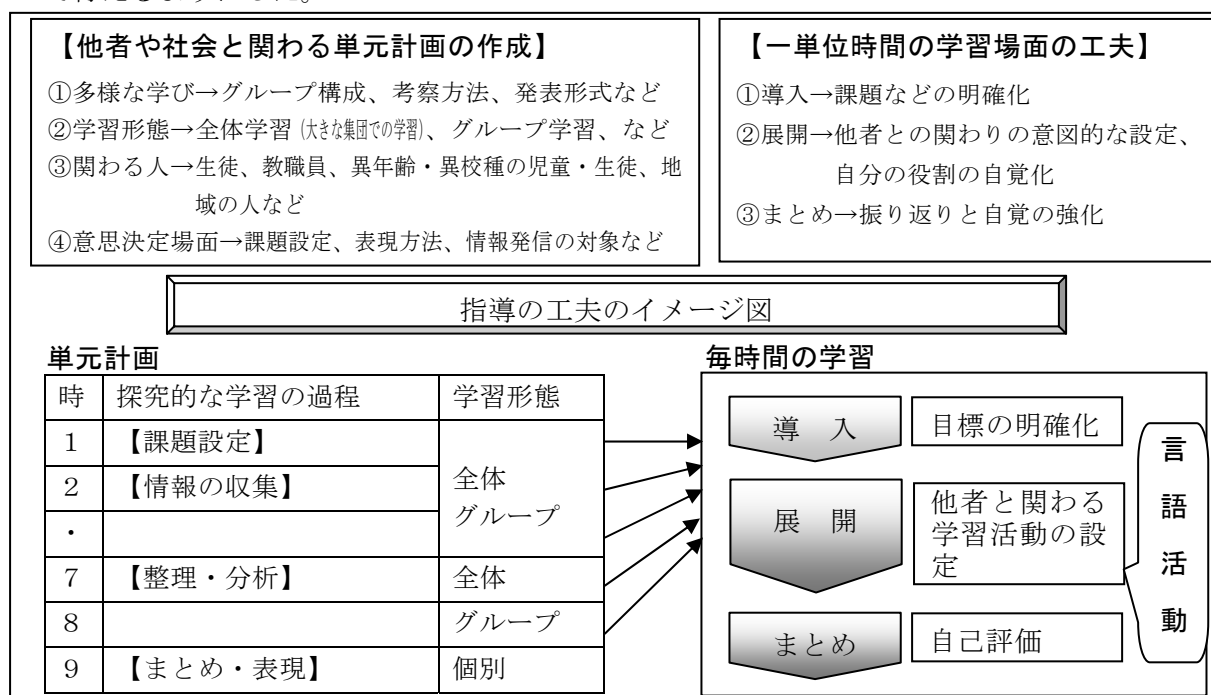 【他者や社会と関わる単元計画の作成】
①多様な学び→グループ構成、考察方法、発表形式など
②学習形態→全体学習(大きな集団での学習)、グループ学習、など
③関わる人→生徒、教職員、異年齢・異校種の児童・生徒、地
域の人など
④意思決定場面→課題設定、表現方法、情報発信の対象など
【一単位時間の学習場面の工夫】
①導入→課題などの明確化
②展開→他者との関わりの意図的な設定、
自分の役割の自覚化
③まとめ→振り返りと自覚の強化
指導の工夫のイメージ図
単元計画
時 探究的な学習の過程 学習形態
1 【課題設定】
2 【情報の収集】
全体
グループ
・
7 【整理・分析】 全体
8 グループ
9 【まとめ・表現】 個別
毎時間の学習
導 入 目標の明確化
展 開
他者と関わる
学習活動の設
定
まとめ 自己評価
言
語
活
動